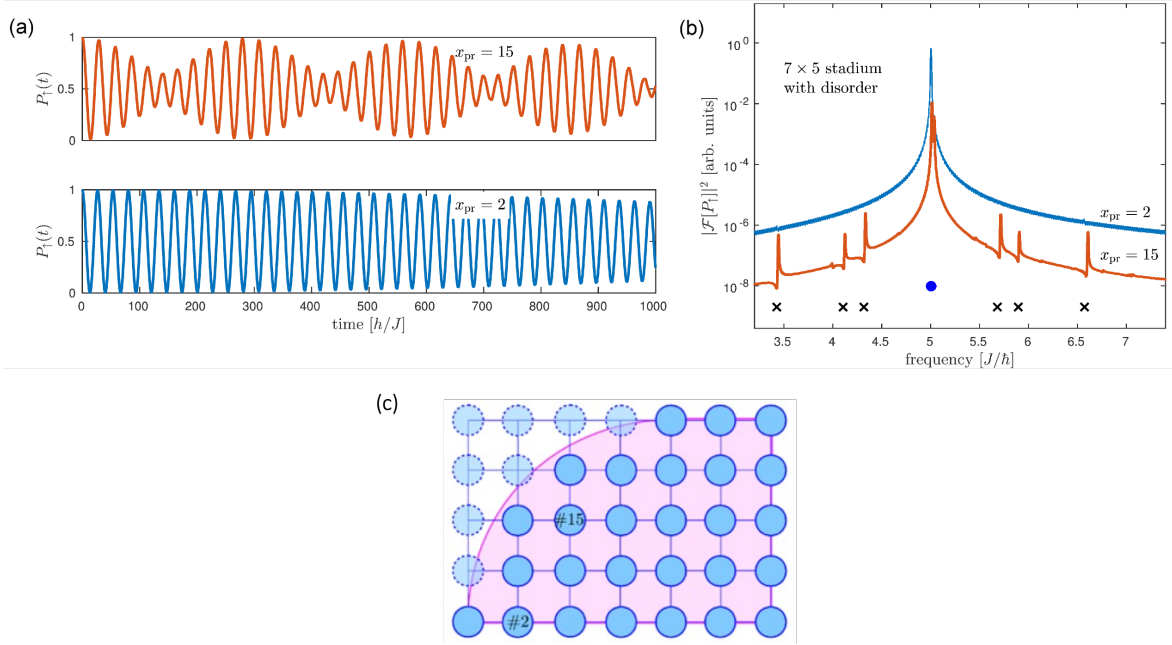 (a)
1
0.5
0
P↑(t)
x_pr = 15
1
0.5
0
P↑(t)
x_pr = 2
0 100 200 300 400 500 600 700 800 900 1000
time [h/J]
(b)
10^0
10^-2
10^-4
10^-6
10^-8
|F[P↑]|^2 [arb. units]
7 × 5 stadium
with disorder
x_pr = 2
x_pr = 15
3.5 4 4.5 5 5.5 6 6.5 7
frequency [J/ħ]
(c)
#15
#2